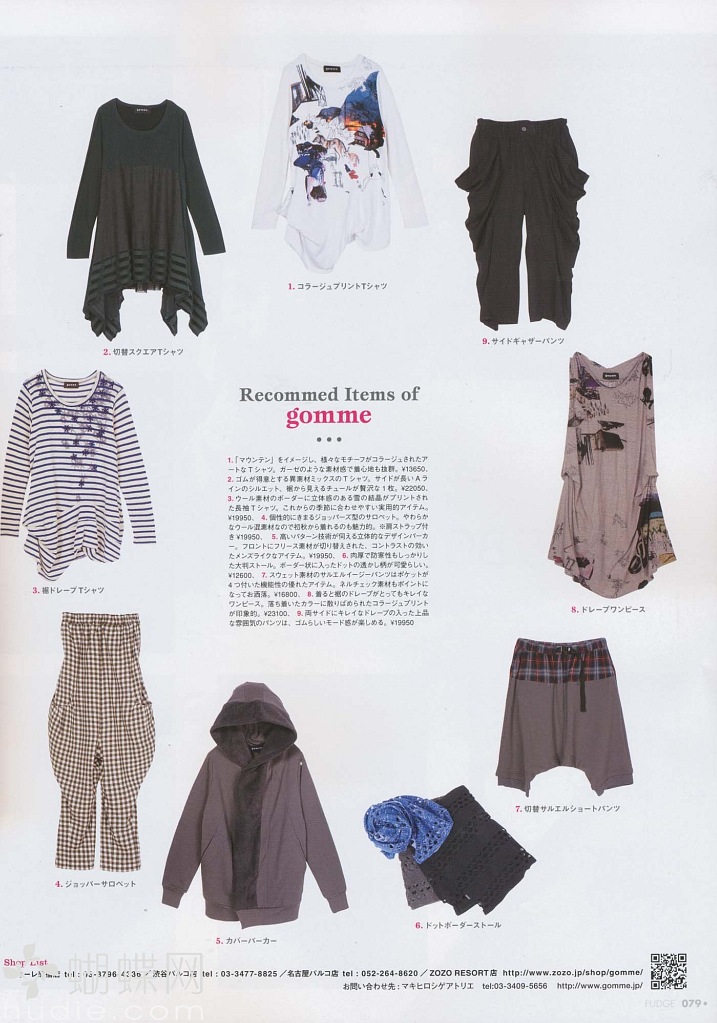 1. コラージュプリントTシャツ
2. 切替スクエアTシャツ
9. サイドギャザーパンツ
Recommed Items of
gomme
1.「マウンテン」をイメージし、様々なモチーフがコラージュされたア
ートなTシャツ。ガーゼのような素材感で着心地も抜群。¥13650、
2. ゴムが得意とする異素材ミックスのTシャツ。サイドが長いAラ
インのシルエット、裾から見えるチュールが贅沢な1枚。¥22050、
3. ウール素材のボーダーに立体感のある雪の結晶がプリントされ
た長袖Tシャツ。これからの季節に合わせやすい実用的アイテム。
¥19950、4. 個性的にきまるジョッパーズ型のサロペット。やわらか
なウール混素材なので初秋から着れるのも魅力的。※肩ストラップ付
き ¥19950、5. 高いパターン技術が伺える立体的なデザインパーカ
ー。フロントにフリース素材が切り替えされた、コントラストの効い
たメンズライクなアイテム。¥19950、6. 肉厚で防寒性もしっかりし
た大判ストール。ボーダー状に入ったドットの透かし柄が可愛らしい。
¥12600、7. スウェット素材のサルエルイージーパンツはポケットが
4つ付いた機能性の優れたアイテム。ネルチェック素材もポイントに
なってお洒落。¥16800、8. 着ると裾のドレープがとってもキレイな
ワンピース。落ち着いたカラーに散りばめられたコラージュプリント
が印象的。¥23100、9. 両サイドにキレイなドレープの入った上品
な雰囲気のパンツは、ゴムらしいモード感が楽しめる。¥19950
3. 裾ドレープTシャツ
8. ドレープワンピース
7. 切替サルエルショートパンツ
4. ジョッパーサロペット
6. ドットボーダーストール
5. カバーパーカー
Shop List
tel：03-3796-4336／渋谷パルコ店 tel：03-3477-8825／名古屋パルコ店 tel：052-264-8620／ZOZO RESORT店 http://www.zozo.jp/shop/gomme/
お問い合わせ先：マキヒロシゲアトリエ tel:03-3409-5656 http://www.gomme.jp/
蝴蝶网
hudie.com
FUDGE 079